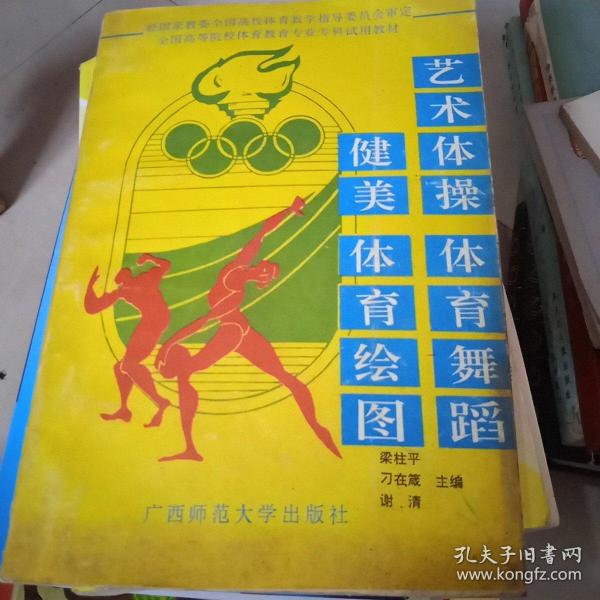 经国家教委全国高校体育教学指导委员会审定
全国高等院校体育教育专业专科试用教材
艺术体操 体育舞蹈
健美 体育绘图
梁柱平
刁在箴 主编
谢清
广西师范大学出版社
孔夫子旧书网
www.kongfz.com